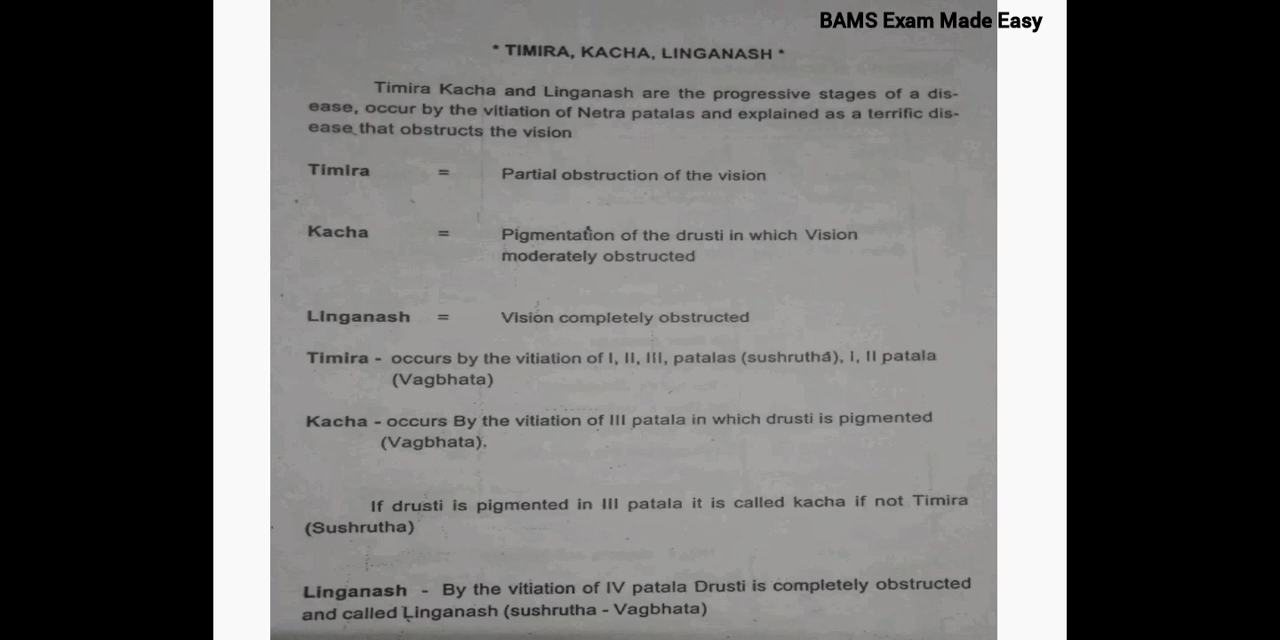 BAMS Exam Made Easy
* TIMIRA, KACHA, LINGANASH *
Timira Kacha and Linganash are the progressive stages of a dis-
ease, occur by the vitiation of Netra patalas and explained as a terrific dis-
ease that obstructs the vision
Timira = Partial obstruction of the vision
Kacha = Pigmentation of the drusti in which Vision
moderately obstructed
Linganash = Vision completely obstructed
Timira - occurs by the vitiation of I, II, III, patalas (sushrutha), I, II patala
(Vagbhata)
Kacha - occurs By the vitiation of III patala in which drusti is pigmented
(Vagbhata).
If drusti is pigmented in III patala it is called kacha if not Timira
(Sushrutha)
Linganash - By the vitiation of IV patala Drusti is completely obstructed
and called Linganash (sushrutha - Vagbhata)